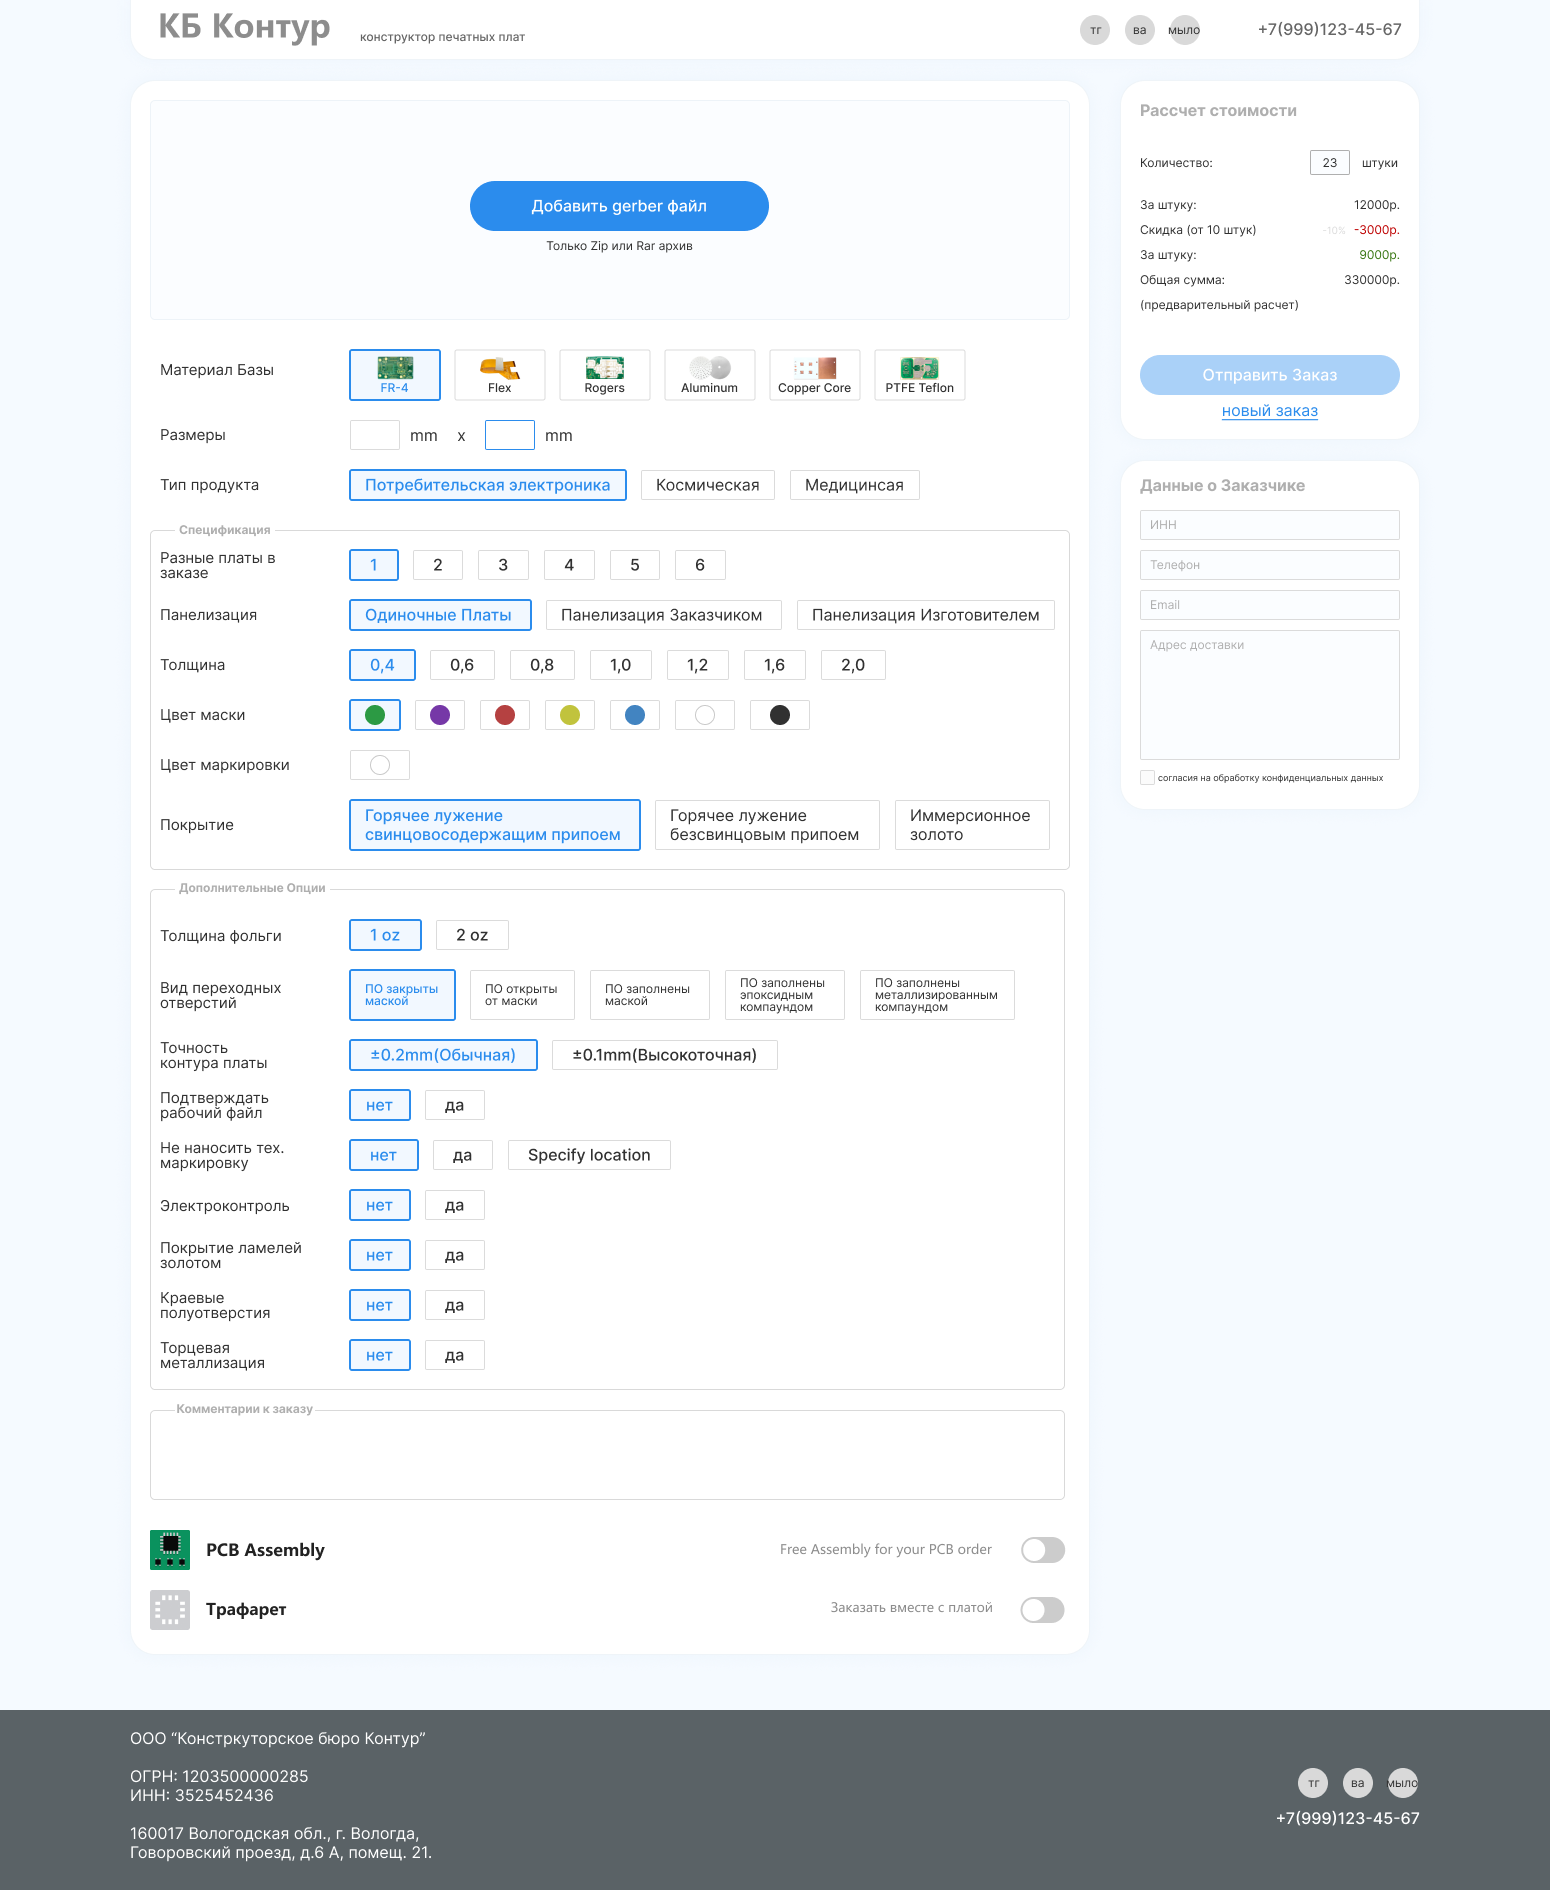 КБ Контур
конструктор печатных плат
тг
ва
мыло
+7(999)123-45-67
Добавить gerber файл
Только Zip или Rar архив
Материал Базы
FR-4
Flex
Rogers
Aluminum
Copper Core
PTFE Teflon
Размеры
mm x mm
Тип продукта
Потребительская электроника
Космическая
Медицинсая
Спецификация
Разные платы в
заказе
1 2 3 4 5 6
Панелизация
Одиночные Платы
Панелизация Заказчиком
Панелизация Изготовителем
Толщина
0,4 0,6 0,8 1,0 1,2 1,6 2,0
Цвет маски
Цвет маркировки
Покрытие
Горячее лужение
свинцовосодержащим припоем
Горячее лужение
безсвинцовым припоем
Иммерсионное
золото
Дополнительные Опции
Толщина фольги
1 oz
2 oz
Вид переходных
отверстий
ПО закрыты
маской
ПО открыты
от маски
ПО заполнены
маской
ПО заполнены
эпоксидным
компаундом
ПО заполнены
металлизированным
компаундом
Точность
контура платы
±0.2mm(Обычная)
±0.1mm(Высокоточная)
Подтверждать
рабочий файл
нет
да
Не наносить тех.
маркировку
нет
да
Specify location
Электроконтроль
нет
да
Покрытие ламелей
золотом
нет
да
Краевые
полуотверстия
нет
да
Торцевая
металлизация
нет
да
Комментарии к заказу
PCB Assembly
Free Assembly for your PCB order
Трафарет
Заказать вместе с платой
Рассчет стоимости
Количество: 23 штуки
За штуку: 12000р.
Скидка (от 10 штук) -10% -3000р.
За штуку: 9000р.
Общая сумма: 330000р.
(предварительный расчет)
Отправить Заказ
новый заказ
Данные о Заказчике
ИНН
Телефон
Email
Адрес доставки
согласия на обработку конфиденциальных данных
ООО “Констркуторское бюро Контур”
ОГРН: 1203500000285
ИНН: 3525452436
160017 Вологодская обл., г. Вологда,
Говоровский проезд, д.6 А, помещ. 21.
тг
ва
мыло
+7(999)123-45-67